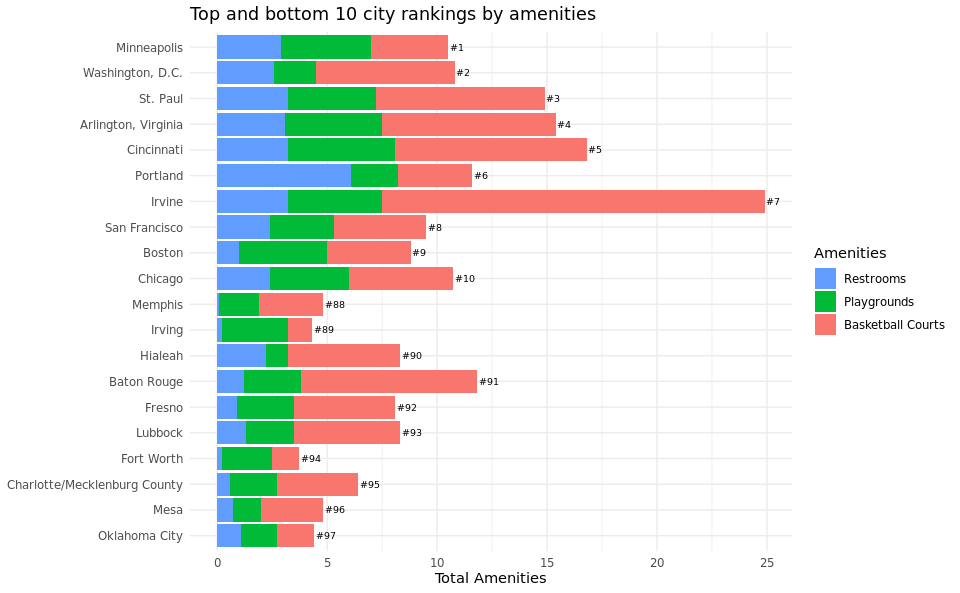 Top and bottom 10 city rankings by amenities
Minneapolis #1
Washington, D.C. #2
St. Paul #3
Arlington, Virginia #4
Cincinnati #5
Portland #6
Irvine #7
San Francisco #8
Boston #9
Chicago #10
Memphis #88
Irving #89
Hialeah #90
Baton Rouge #91
Fresno #92
Lubbock #93
Fort Worth #94
Charlotte/Mecklenburg County #95
Mesa #96
Oklahoma City #97
0 5 10 15 20 25
Total Amenities
Amenities
Restrooms
Playgrounds
Basketball Courts